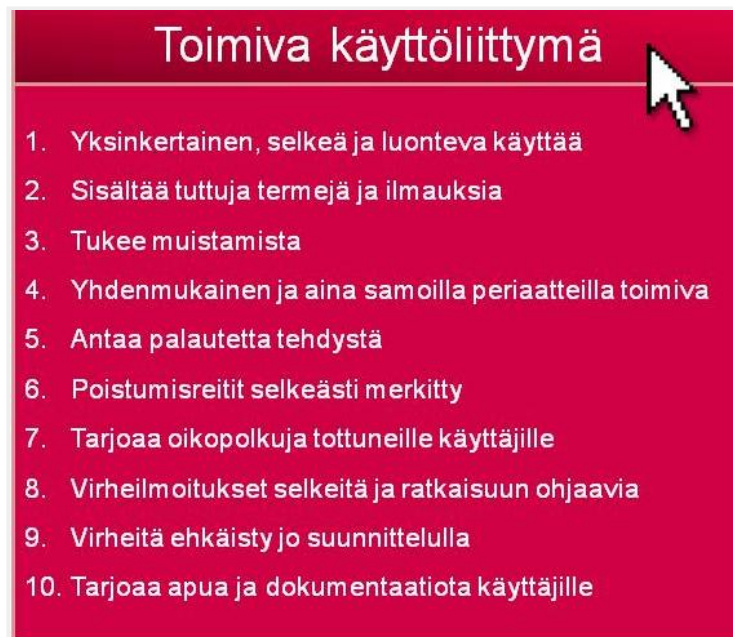 Toimiva käyttöliittymä
1. Yksinkertainen, selkeä ja luonteva käyttää
2. Sisältää tuttuja termejä ja ilmauksia
3. Tukee muistamista
4. Yhdenmukainen ja aina samoilla periaatteilla toimiva
5. Antaa palautetta tehdystä
6. Poistumisreitit selkeästi merkitty
7. Tarjoaa oikopolkuja tottuneille käyttäjille
8. Virheilmoitukset selkeitä ja ratkaisuun ohjaavia
9. Virheitä ehkäisty jo suunnittelulla
10. Tarjoaa apua ja dokumentaatiota käyttäjille